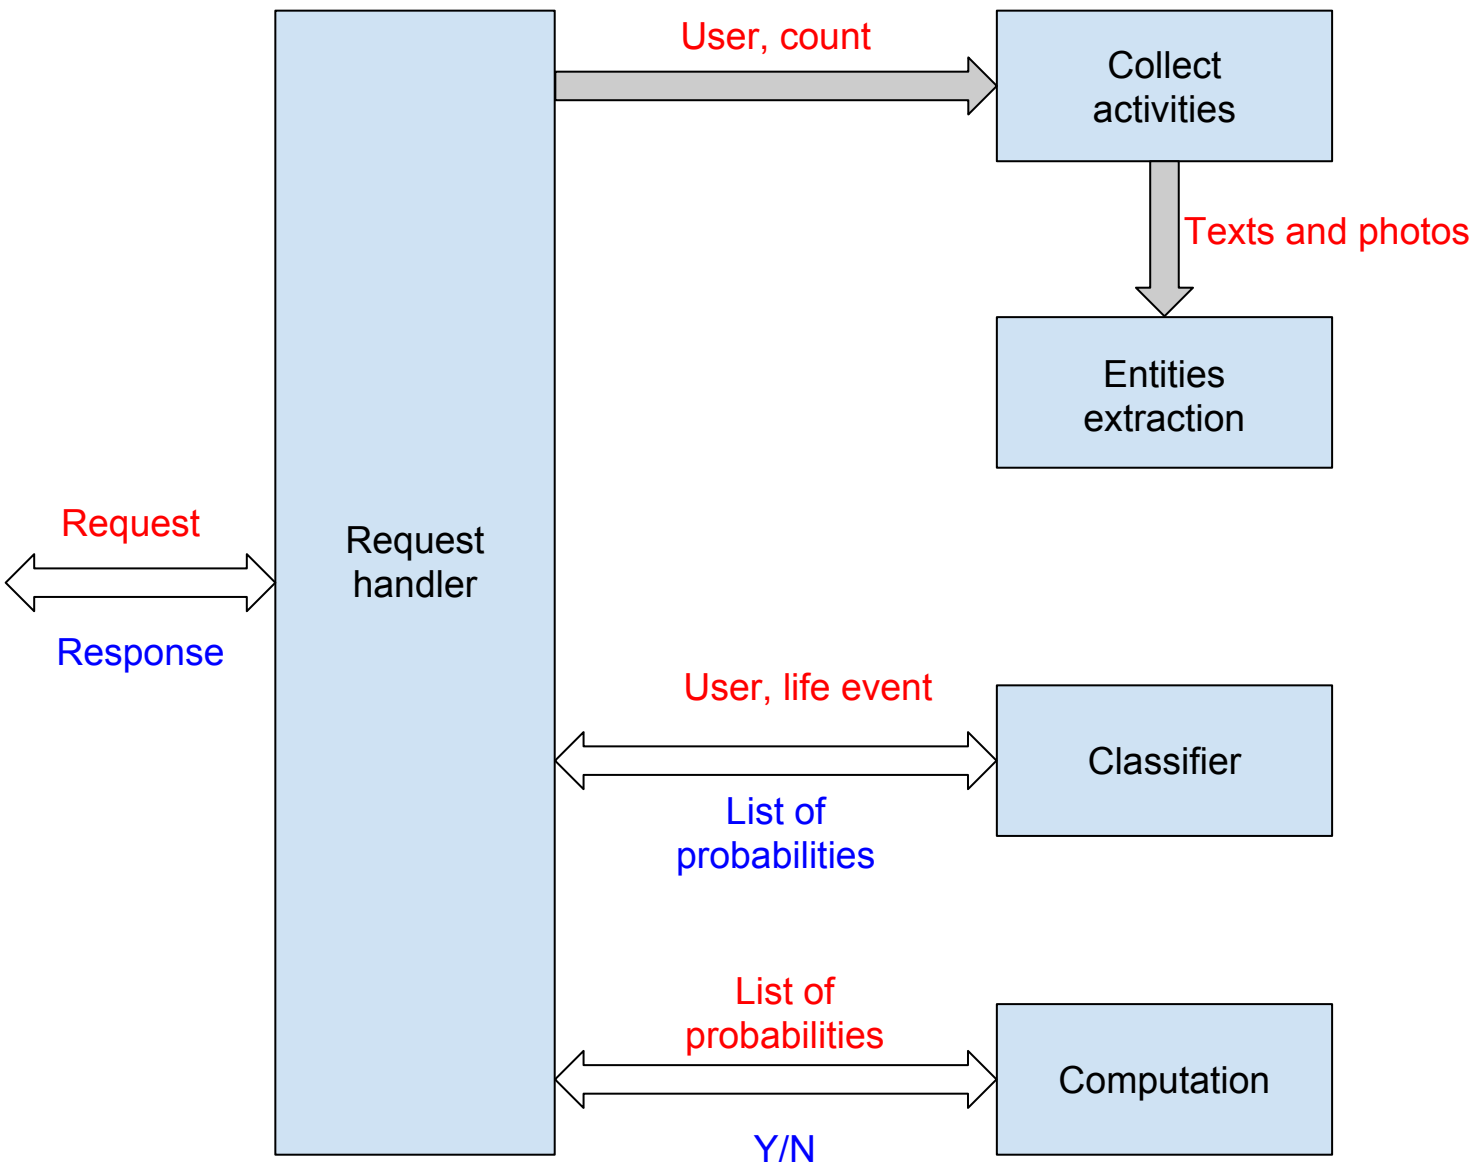 User, count
Collect
activities
Texts and photos
Entities
extraction
Request
Response
Request
handler
User, life event
List of
probabilities
Classifier
List of
probabilities
Y/N
Computation